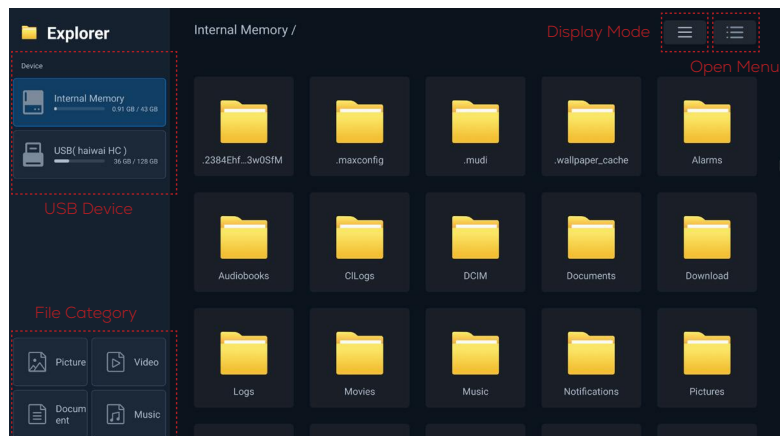 Explorer
Internal Memory /
Display Mode
Open Menu
Device
Internal Memory
0.91 GB / 43 GB
USB( haiwai HC )
36 GB / 128 GB
USB Device
File Category
Picture
Video
Docum
ent
Music
.2384Ehf...3w0SfM
.maxconfig
.mudi
.wallpaper_cache
Alarms
Audiobooks
CILogs
DCIM
Documents
Download
Logs
Movies
Music
Notifications
Pictures